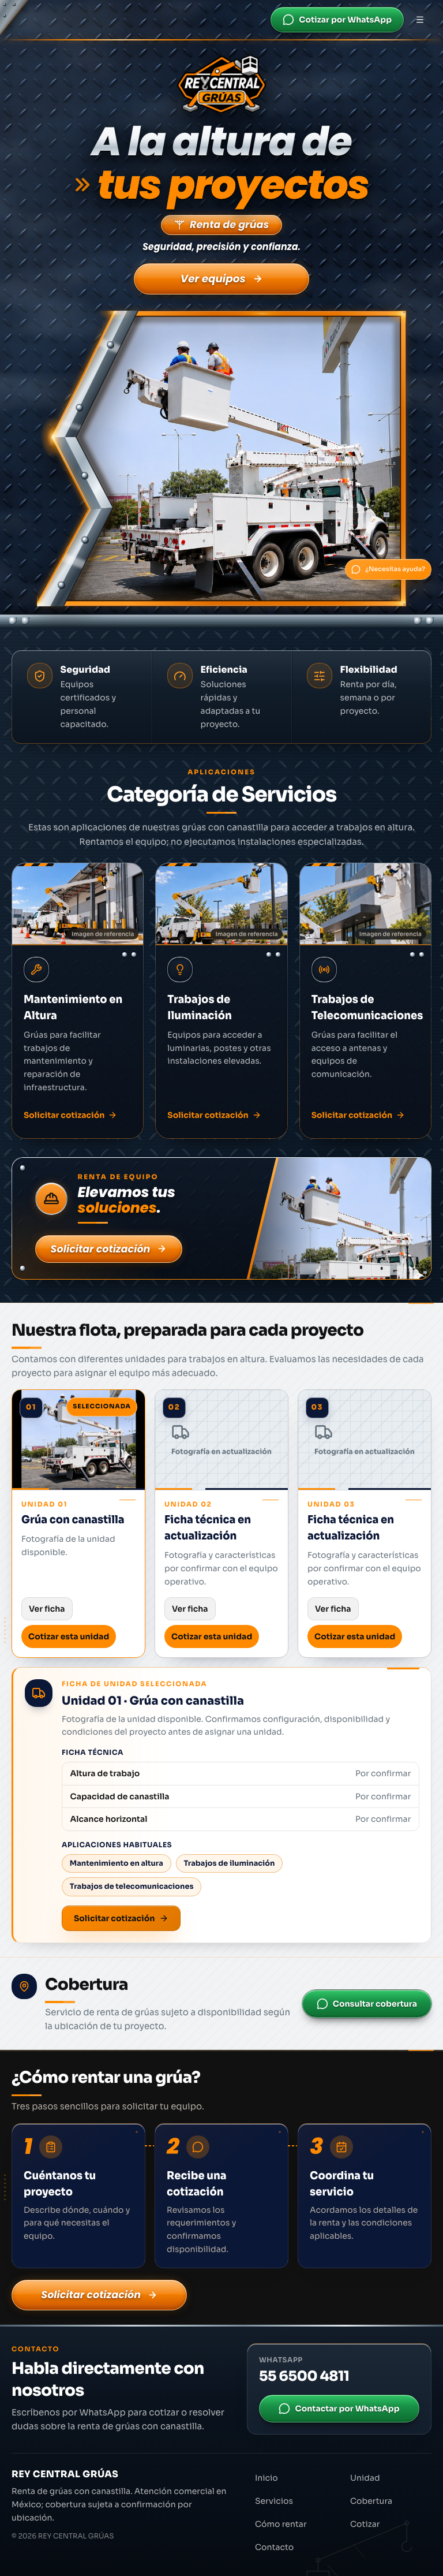 Cotizar por WhatsApp
REY CENTRAL
GRÚAS
A la altura de
» tus proyectos
Renta de grúas
Seguridad, precisión y confianza.
Ver equipos →
¿Necesitas ayuda?
Seguridad
Equipos
certificados y
personal
capacitado.
Eficiencia
Soluciones
rápidas y
adaptadas a tu
proyecto.
Flexibilidad
Renta por día,
semana o por
proyecto.
APLICACIONES
Categoría de Servicios
Estas son aplicaciones de nuestras grúas con canastilla para acceder a trabajos en altura.
Rentamos el equipo; no ejecutamos instalaciones especializadas.
Imagen de referencia
Mantenimiento en
Altura
Grúas para facilitar
trabajos de
mantenimiento y
reparación de
infraestructura.
Solicitar cotización →
Imagen de referencia
Trabajos de
Iluminación
Equipos para acceder a
luminarias, postes y otras
instalaciones elevadas.
Solicitar cotización →
Imagen de referencia
Trabajos de
Telecomunicaciones
Grúas para facilitar el
acceso a antenas y
equipos de
comunicación.
Solicitar cotización →
RENTA DE EQUIPO
Elevamos tus
soluciones.
Solicitar cotización →
Nuestra flota, preparada para cada proyecto
Contamos con diferentes unidades para trabajos en altura. Evaluamos las necesidades de cada
proyecto para asignar el equipo más adecuado.
01
SELECCIONADA
UNIDAD 01
Grúa con canastilla
Fotografía de la unidad
disponible.
Ver ficha
Cotizar esta unidad
02
Fotografía en actualización
UNIDAD 02
Ficha técnica en
actualización
Fotografía y características
por confirmar con el equipo
operativo.
Ver ficha
Cotizar esta unidad
03
Fotografía en actualización
UNIDAD 03
Ficha técnica en
actualización
Fotografía y características
por confirmar con el equipo
operativo.
Ver ficha
Cotizar esta unidad
FICHA DE UNIDAD SELECCIONADA
Unidad 01 · Grúa con canastilla
Fotografía de la unidad disponible. Confirmamos configuración, disponibilidad y
condiciones del proyecto antes de asignar una unidad.
FICHA TÉCNICA
Altura de trabajo Por confirmar
Capacidad de canastilla Por confirmar
Alcance horizontal Por confirmar
APLICACIONES HABITUALES
Mantenimiento en altura Trabajos de iluminación
Trabajos de telecomunicaciones
Solicitar cotización →
Cobertura
Servicio de renta de grúas sujeto a disponibilidad según
la ubicación de tu proyecto.
Consultar cobertura
¿Cómo rentar una grúa?
Tres pasos sencillos para solicitar tu equipo.
1
Cuéntanos tu
proyecto
Describe dónde, cuándo y
para qué necesitas el
equipo.
2
Recibe una
cotización
Revisamos los
requerimientos y
confirmamos
disponibilidad.
3
Coordina tu
servicio
Acordamos los detalles de
la renta y las condiciones
aplicables.
Solicitar cotización →
CONTACTO
Habla directamente con
nosotros
Escríbenos por WhatsApp para cotizar o resolver
dudas sobre la renta de grúas con canastilla.
WHATSAPP
55 6500 4811
Contactar por WhatsApp
REY CENTRAL GRÚAS
Renta de grúas con canastilla. Atención comercial en
México; cobertura sujeta a confirmación por
ubicación.
© 2026 REY CENTRAL GRÚAS
Inicio
Unidad
Servicios
Cobertura
Cómo rentar
Cotizar
Contacto